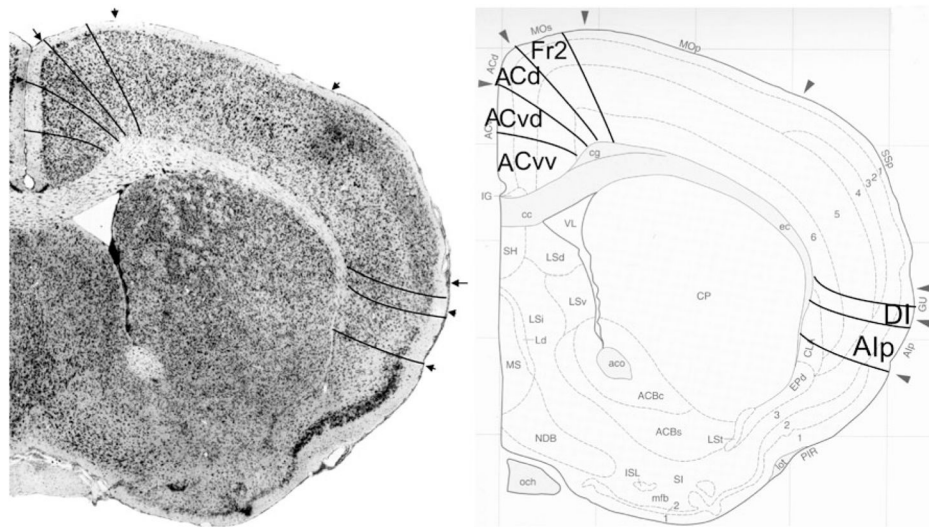 MOs
Fr2
MOp
ACd
ACd
ACvd
ACvv
cg
SSp
1
2
3
4
5
6
IG
cc
VL
ec
SH
LSd
LSv
CP
GU
DI
LSi
Ld
AIp
AIp
CL
MS
aco
EPd
ACBc
3
2
1
ACBs
LSt
NDB
PIR
lot
ISL
SI
och
mfb
2
1